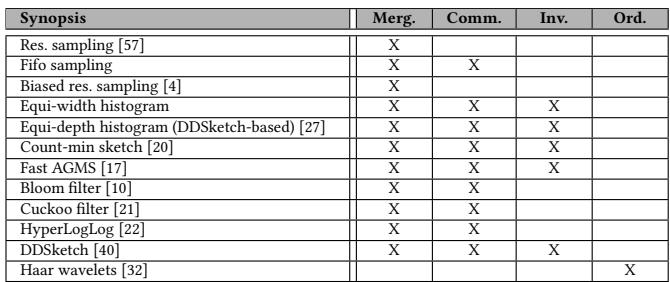 Synopsis Merg. Comm. Inv. Ord.
Res. sampling [57] X
Fifo sampling X X
Biased res. sampling [4] X
Equi-width histogram X X X
Equi-depth histogram (DDSketch-based) [27] X X X
Count-min sketch [20] X X X
Fast AGMS [17] X X X
Bloom filter [10] X X
Cuckoo filter [21] X X
HyperLogLog [22] X X
DDSketch [40] X X X
Haar wavelets [32] X